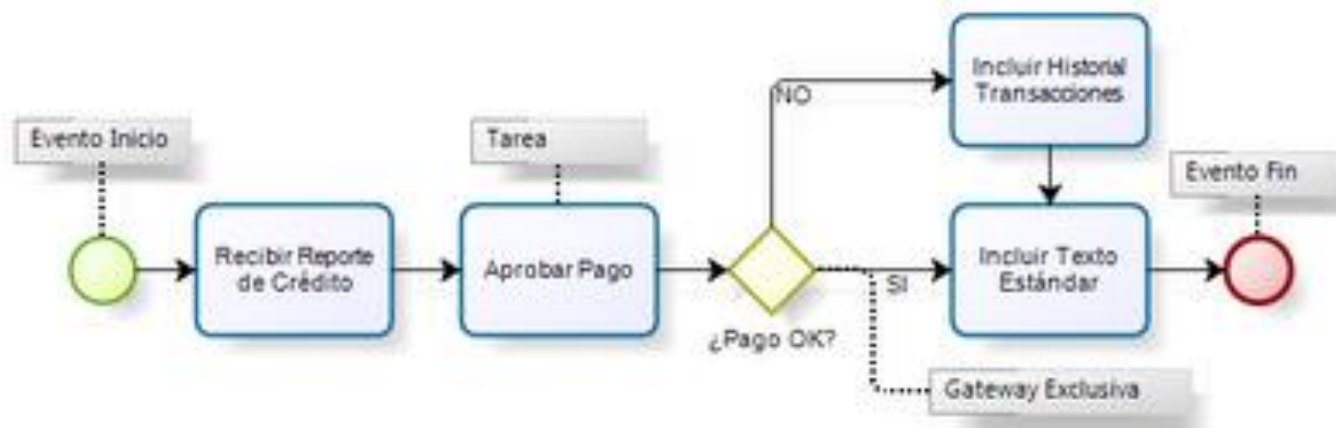 Evento Inicio
Tarea
Recibir Reporte
de Crédito
Aprobar Pago
¿Pago OK?
NO
Incluir Historial
Transacciones
SI
Incluir Texto
Estándar
Evento Fin
Gateway Exclusiva